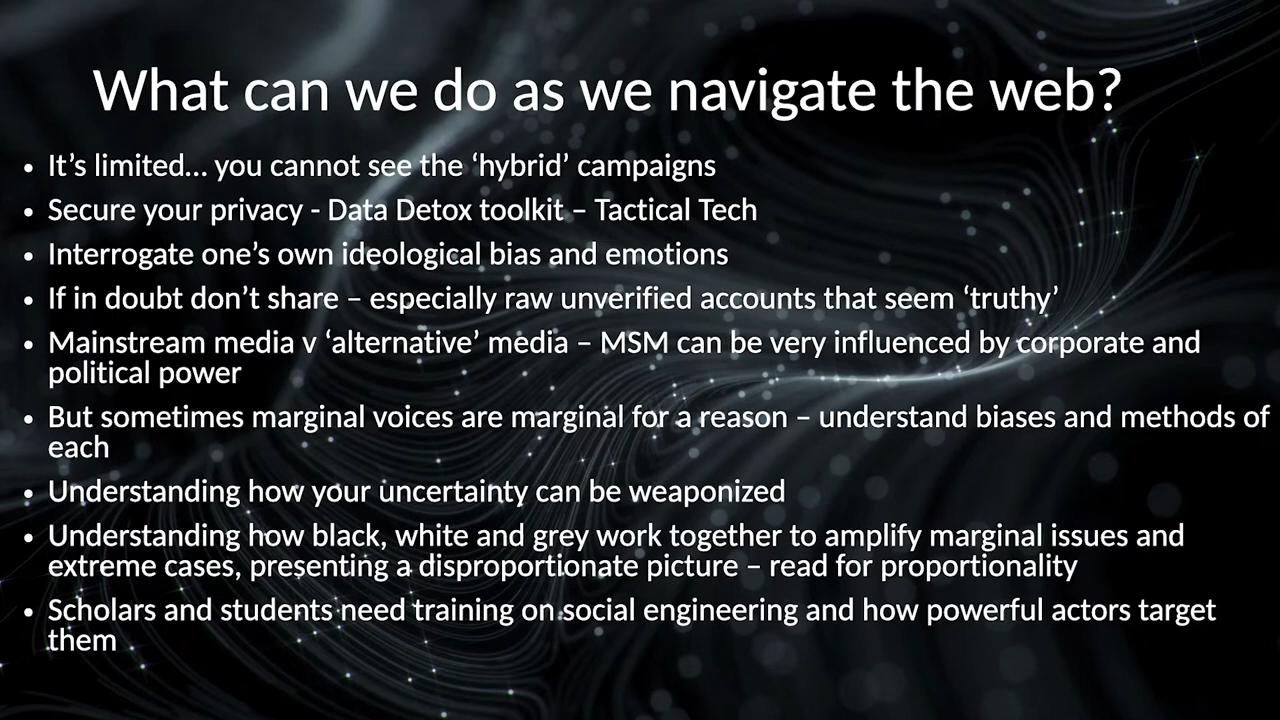 What can we do as we navigate the web?
• It’s limited… you cannot see the ‘hybrid’ campaigns
• Secure your privacy - Data Detox toolkit – Tactical Tech
• Interrogate one’s own ideological bias and emotions
• If in doubt don’t share – especially raw unverified accounts that seem ‘truthy’
• Mainstream media v ‘alternative’ media – MSM can be very influenced by corporate and
political power
• But sometimes marginal voices are marginal for a reason – understand biases and methods of
each
• Understanding how your uncertainty can be weaponized
• Understanding how black, white and grey work together to amplify marginal issues and
extreme cases, presenting a disproportionate picture – read for proportionality
• Scholars and students need training on social engineering and how powerful actors target
them